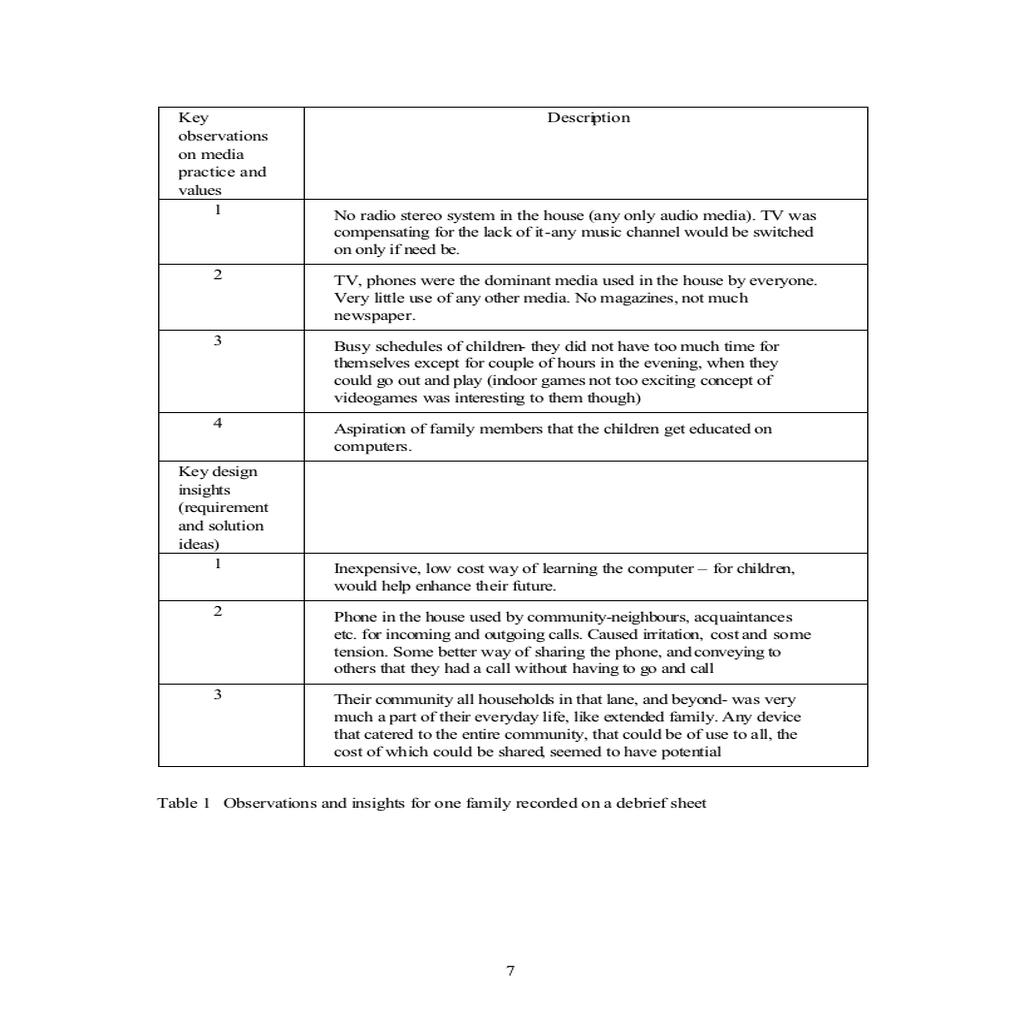 Key
observations
on media
practice and
values
Description
1
No radio stereo system in the house (any only audio media). TV was
compensating for the lack of it-any music channel would be switched
on only if need be.
2
TV, phones were the dominant media used in the house by everyone.
Very little use of any other media. No magazines, not much
newspaper.
3
Busy schedules of children- they did not have too much time for
themselves except for couple of hours in the evening, when they
could go out and play (indoor games not too exciting concept of
videogames was interesting to them though)
4
Aspiration of family members that the children get educated on
computers.
Key design
insights
(requirement
and solution
ideas)
1
Inexpensive, low cost way of learning the computer – for children,
would help enhance their future.
2
Phone in the house used by community-neighbours, acquaintances
etc. for incoming and outgoing calls. Caused irritation, cost and some
tension. Some better way of sharing the phone, and conveying to
others that they had a call without having to go and call
3
Their community all households in that lane, and beyond- was very
much a part of their everyday life, like extended family. Any device
that catered to the entire community, that could be of use to all, the
cost of which could be shared, seemed to have potential
Table 1 Observations and insights for one family recorded on a debrief sheet
7